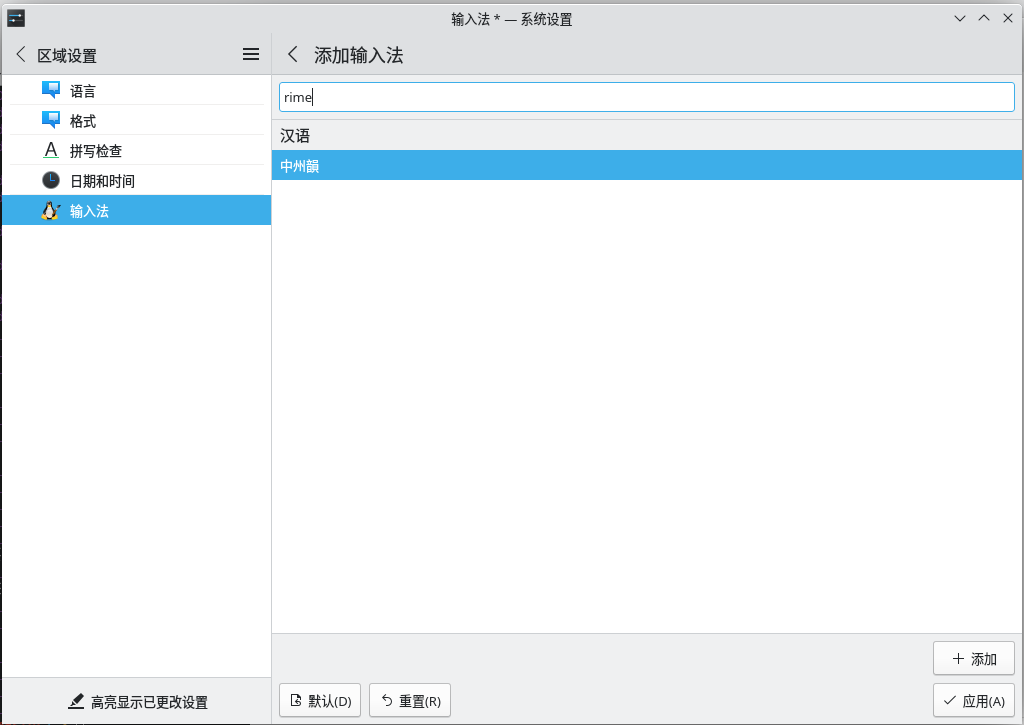 输入法 * — 系统设置
区域设置
添加输入法
语言
格式
拼写检查
日期和时间
输入法
rime
汉语
中州韻
添加
高亮显示已更改设置
默认(D)
重置(R)
应用(A)